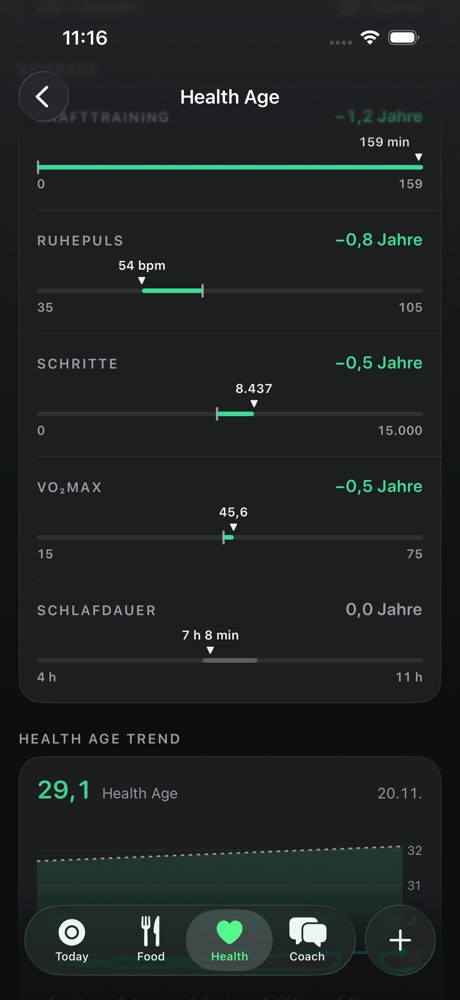 11:16
Health Age
KRAFTTRAINING −1,2 Jahre
159 min
0 159
RUHEPULS −0,8 Jahre
54 bpm
35 105
SCHRITTE −0,5 Jahre
8.437
0 15.000
VO₂MAX −0,5 Jahre
45,6
15 75
SCHLAFDAUER 0,0 Jahre
7 h 8 min
4 h 11 h
HEALTH AGE TREND
29,1 Health Age 20.11.
32
31
Today Food Health Coach